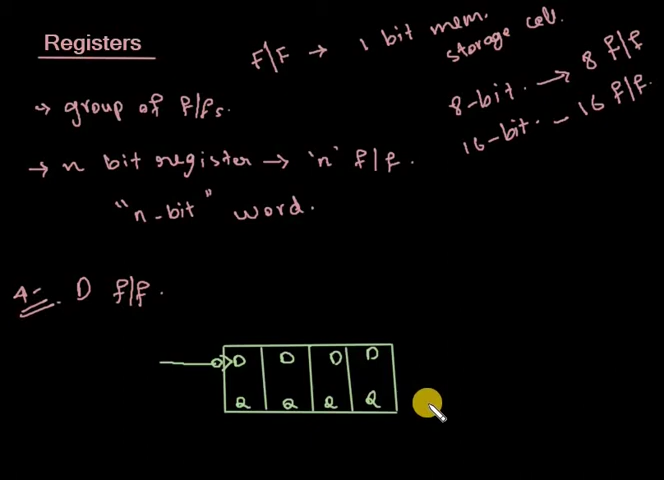 Registers
F/F → 1 bit mem.
storage cell.
→ group of f/fs.
8-bit. → 8 f/f
16-bit. - 16 f/f.
→ n bit register → 'n' f/f.
"n-bit" word.
4- . D f/f.
D D D D
Q Q Q Q